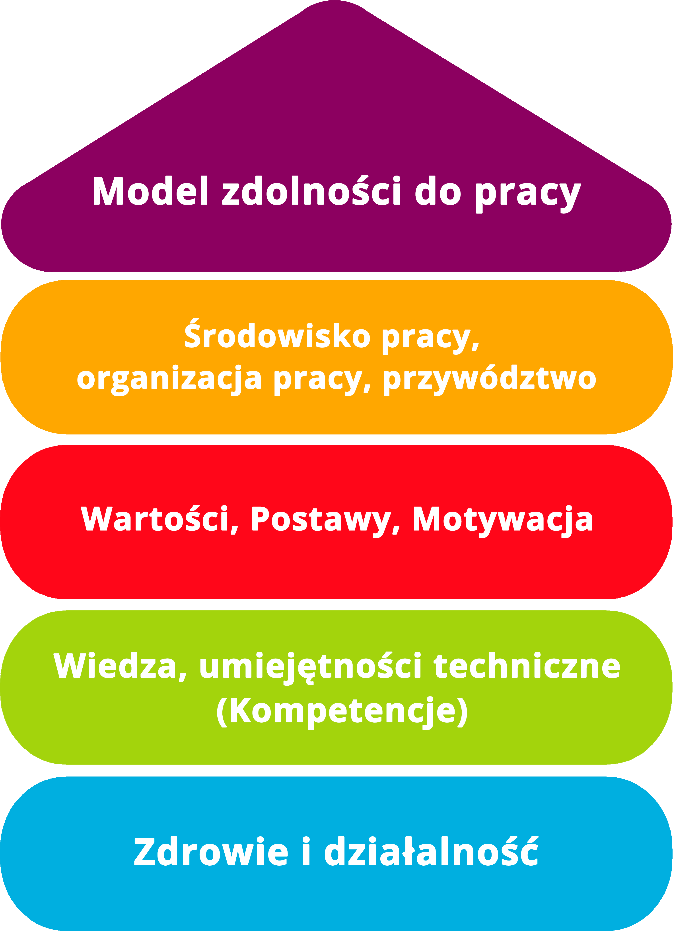 Model zdolności do pracy
Środowisko pracy,
organizacja pracy, przywództwo
Wartości, Postawy, Motywacja
Wiedza, umiejętności techniczne
(Kompetencje)
Zdrowie i działalność